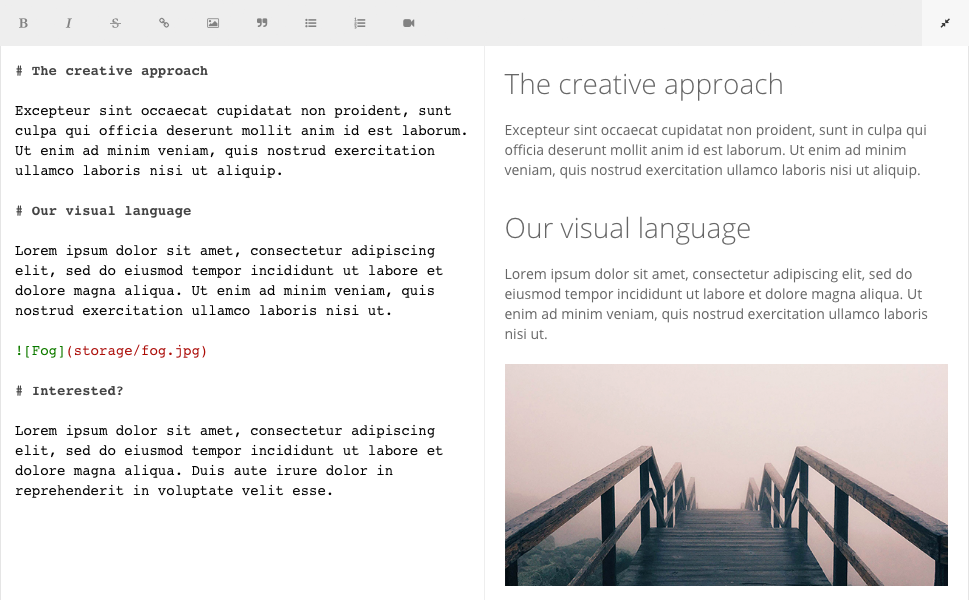 B I S
# The creative approach
Excepteur sint occaecat cupidatat non proident, sunt
culpa qui officia deserunt mollit anim id est laborum.
Ut enim ad minim veniam, quis nostrud exercitation
ullamco laboris nisi ut aliquip.
# Our visual language
Lorem ipsum dolor sit amet, consectetur adipiscing
elit, sed do eiusmod tempor incididunt ut labore et
dolore magna aliqua. Ut enim ad minim veniam, quis
nostrud exercitation ullamco laboris nisi ut.
![Fog](storage/fog.jpg)
# Interested?
Lorem ipsum dolor sit amet, consectetur adipiscing
elit, sed do eiusmod tempor incididunt ut labore et
dolore magna aliqua. Duis aute irure dolor in
reprehenderit in voluptate velit esse.
The creative approach
Excepteur sint occaecat cupidatat non proident, sunt in culpa qui
officia deserunt mollit anim id est laborum. Ut enim ad minim
veniam, quis nostrud exercitation ullamco laboris nisi ut aliquip.
Our visual language
Lorem ipsum dolor sit amet, consectetur adipiscing elit, sed do
eiusmod tempor incididunt ut labore et dolore magna aliqua. Ut
enim ad minim veniam, quis nostrud exercitation ullamco laboris
nisi ut.